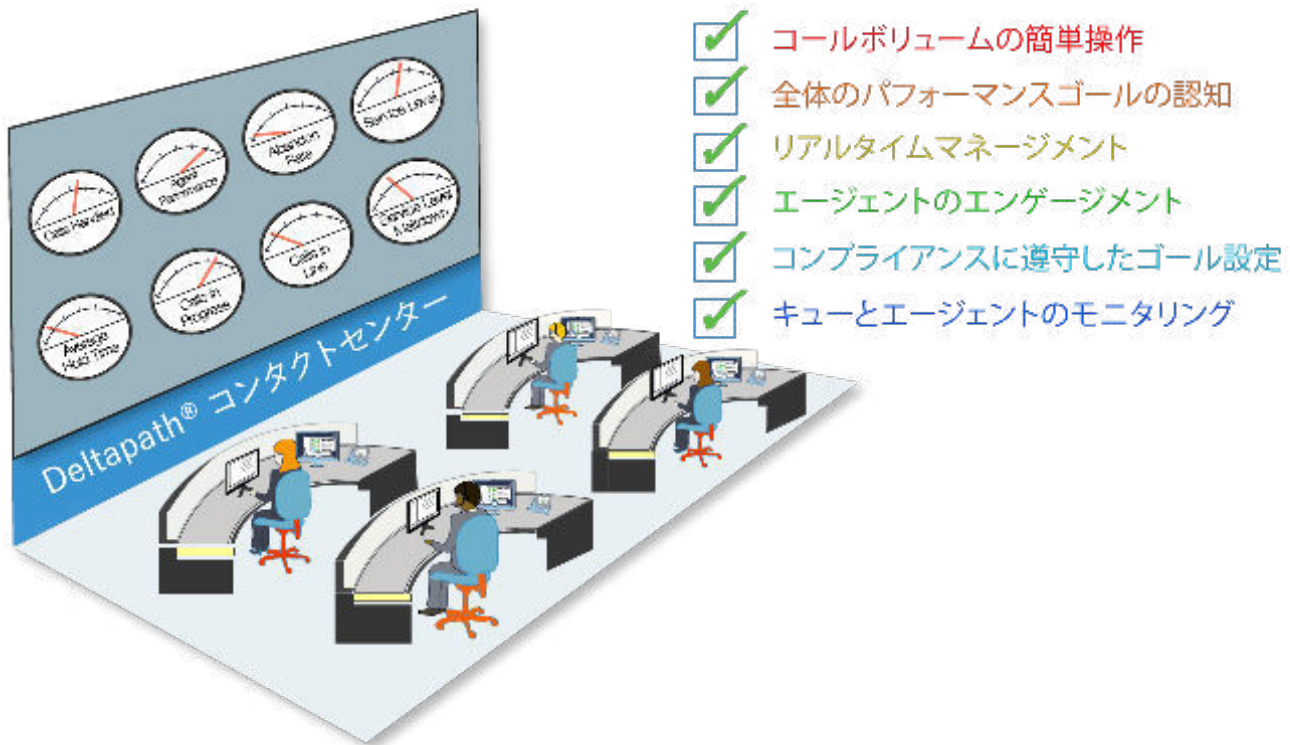 Calls Handled
Agent
Performance
Abandon
Rate
Service Level
Average
Hold Time
Calls in
Progress
Calls in
Line
Service Level
Meltdown
Deltapath® コンタクトセンター
コールボリュームの簡単操作
全体のパフォーマンスゴールの認知
リアルタイムマネージメント
エージェントのエンゲージメント
コンプライアンスに遵守したゴール設定
キューとエージェントのモニタリング